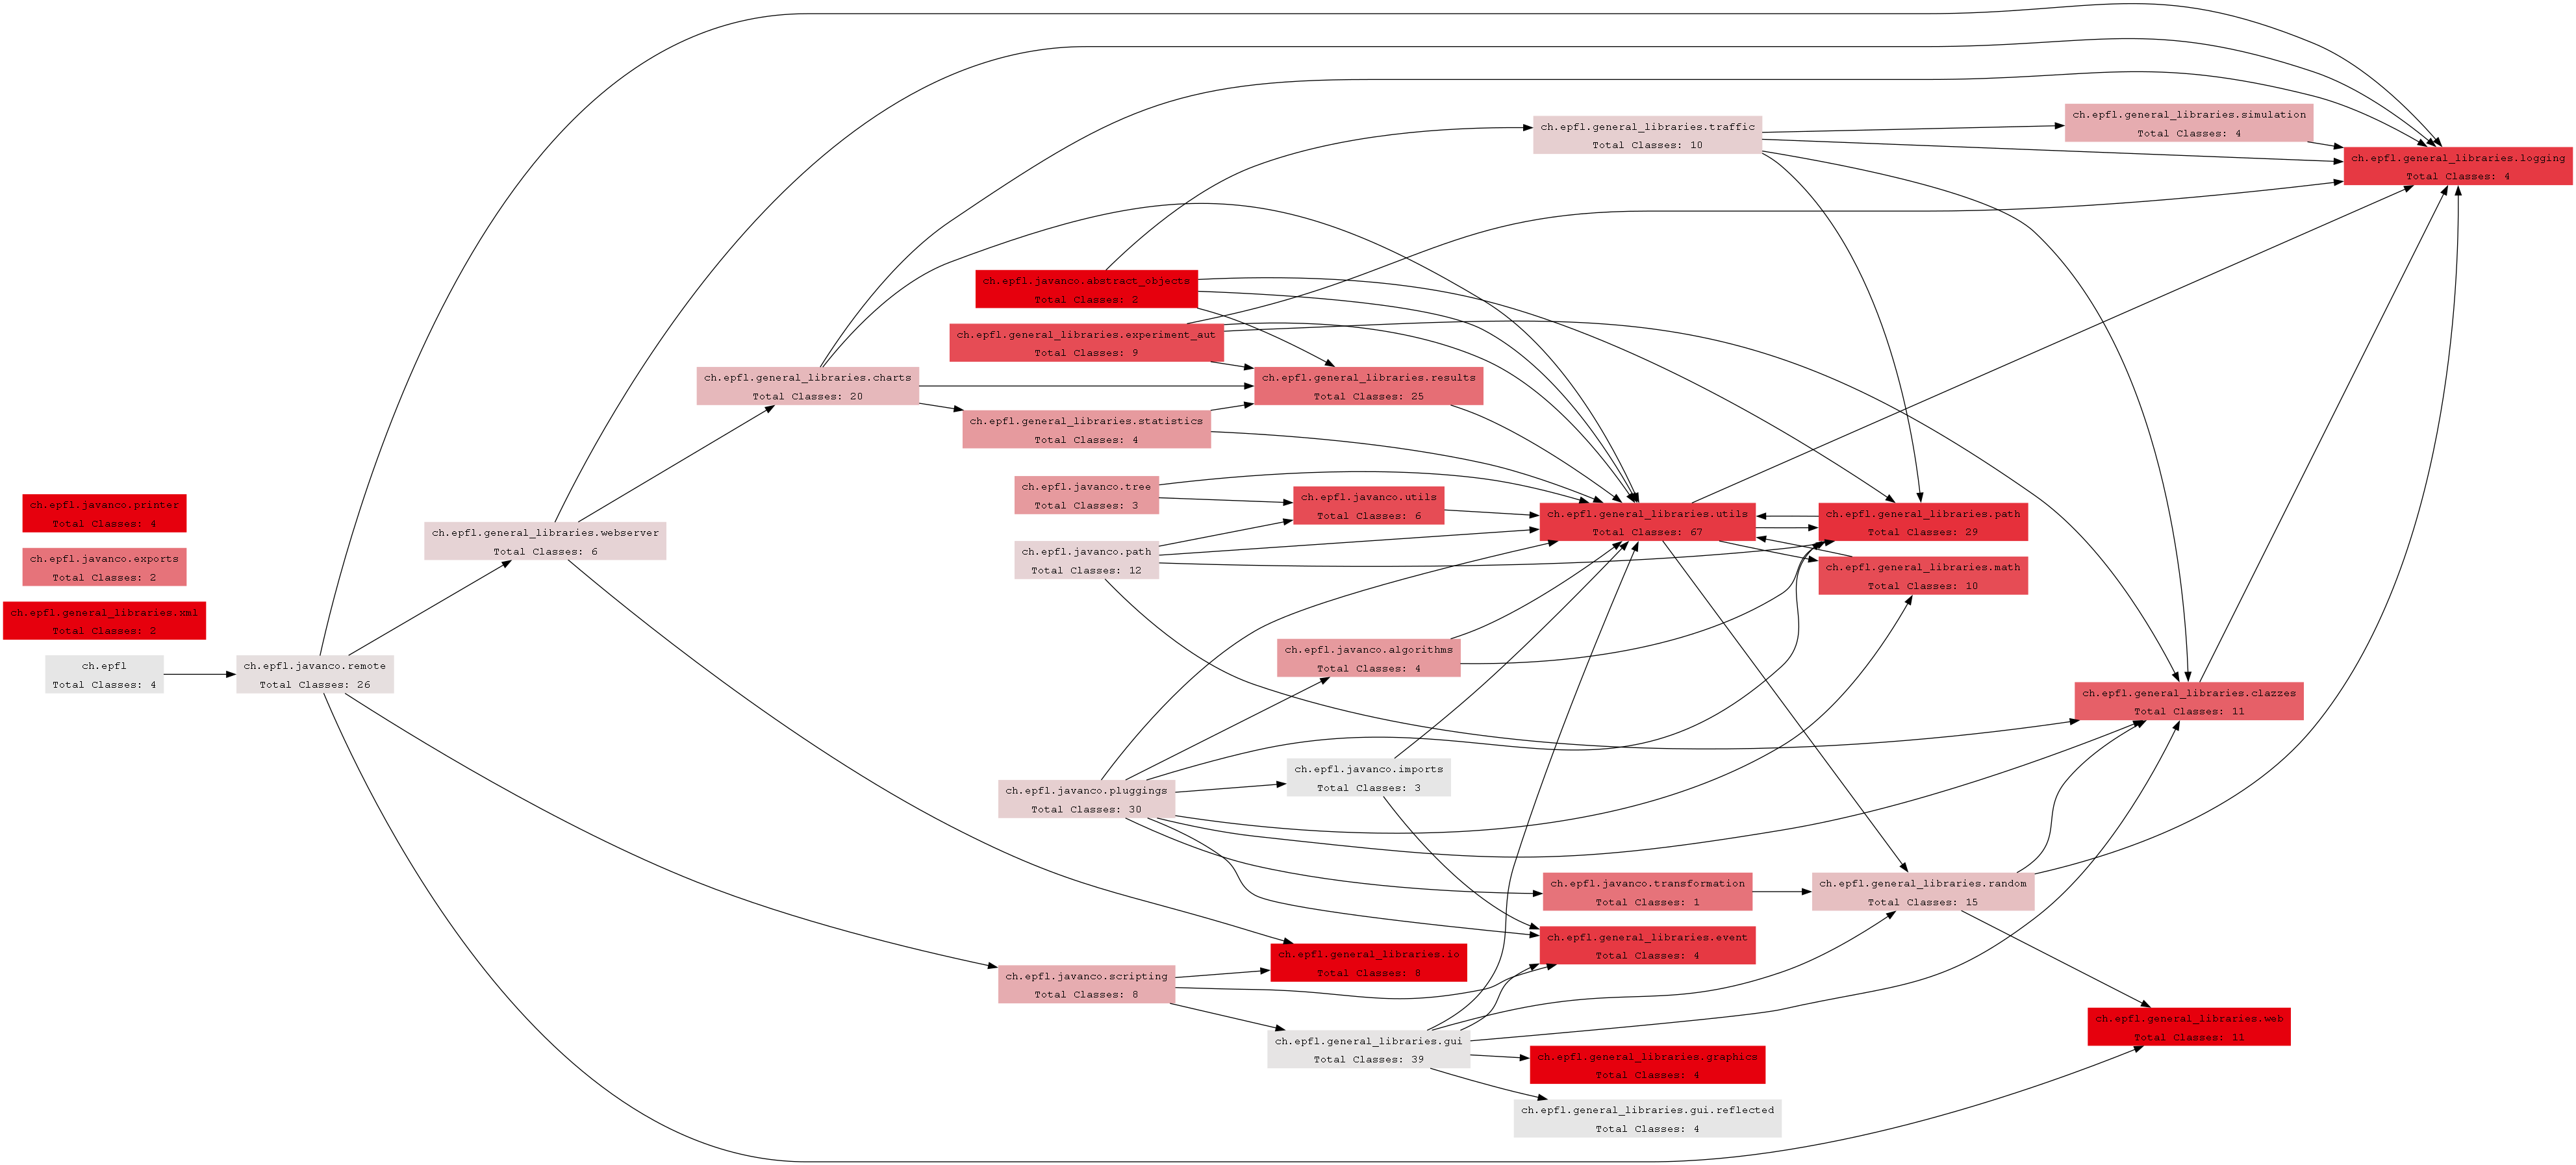 ch.epfl.general_libraries.simulation
Total Classes: 4
ch.epfl.general_libraries.traffic
Total Classes: 10
ch.epfl.general_libraries.logging
Total Classes: 4
ch.epfl.javanco.abstract_objects
Total Classes: 2
ch.epfl.general_libraries.experiment_aut
Total Classes: 9
ch.epfl.general_libraries.charts
Total Classes: 20
ch.epfl.general_libraries.results
Total Classes: 25
ch.epfl.general_libraries.statistics
Total Classes: 4
ch.epfl.javanco.tree
Total Classes: 3
ch.epfl.javanco.utils
Total Classes: 6
ch.epfl.javanco.printer
Total Classes: 4
ch.epfl.general_libraries.utils
Total Classes: 67
ch.epfl.general_libraries.path
Total Classes: 29
ch.epfl.general_libraries.webserver
Total Classes: 6
ch.epfl.javanco.path
Total Classes: 12
ch.epfl.javanco.exports
Total Classes: 2
ch.epfl.general_libraries.math
Total Classes: 10
ch.epfl.general_libraries.xml
Total Classes: 2
ch.epfl.javanco.algorithms
Total Classes: 4
ch.epfl
Total Classes: 4
ch.epfl.javanco.remote
Total Classes: 26
ch.epfl.general_libraries.clazzes
Total Classes: 11
ch.epfl.javanco.imports
Total Classes: 3
ch.epfl.javanco.pluggings
Total Classes: 30
ch.epfl.javanco.transformation
Total Classes: 1
ch.epfl.general_libraries.random
Total Classes: 15
ch.epfl.general_libraries.event
Total Classes: 4
ch.epfl.general_libraries.io
Total Classes: 8
ch.epfl.javanco.scripting
Total Classes: 8
ch.epfl.general_libraries.web
Total Classes: 11
ch.epfl.general_libraries.gui
Total Classes: 39
ch.epfl.general_libraries.graphics
Total Classes: 4
ch.epfl.general_libraries.gui.reflected
Total Classes: 4